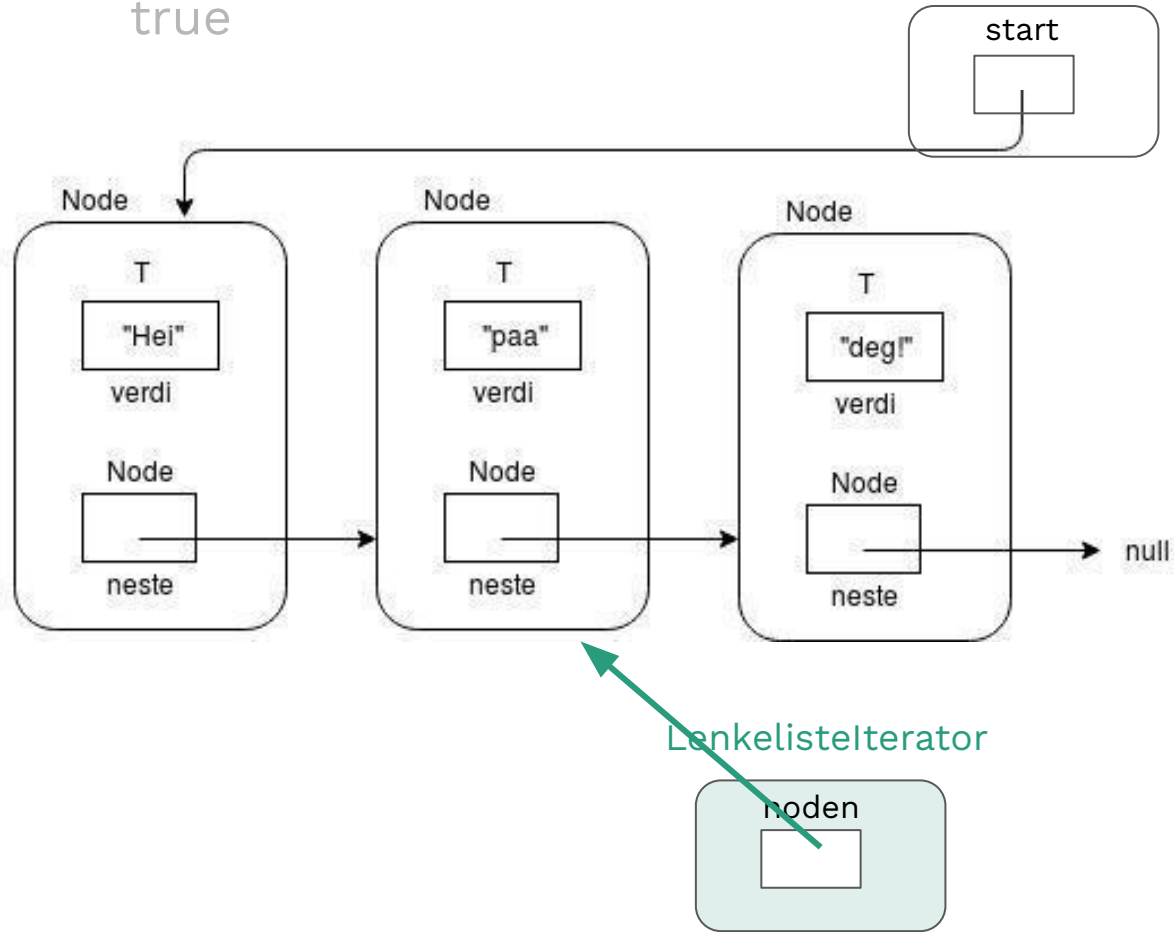 true
start
Node
Node
Node
T
T
T
"Hei"
"paa"
"deg!"
verdi
verdi
verdi
Node
Node
Node
neste
neste
neste
null
LenkelisteIterator
noden